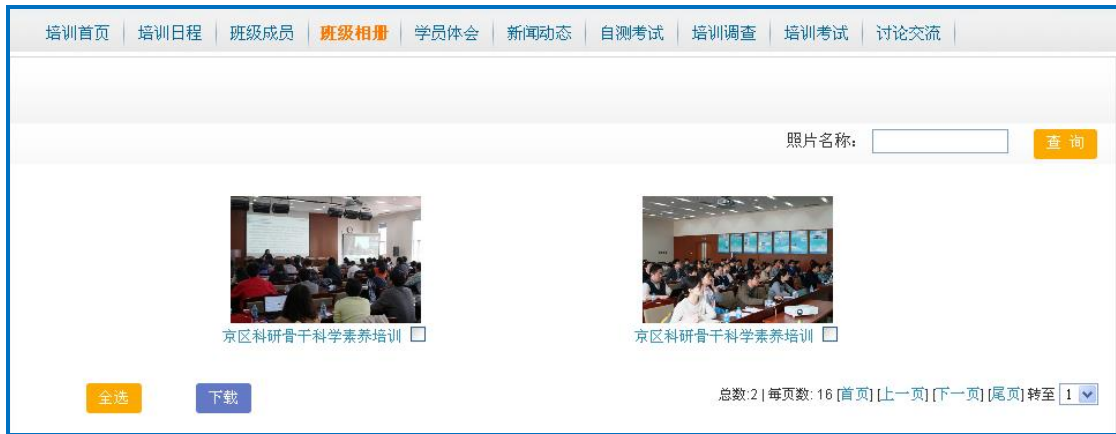 培训首页 培训日程 班级成员 班级相册 学员体会 新闻动态 自测考试 培训调查 培训考试 讨论交流
照片名称： 查 询
京区科研骨干科学素养培训 京区科研骨干科学素养培训
全选 下载 总数:2 | 每页数: 16 [首页] [上一页] [下一页] [尾页] 转至 1